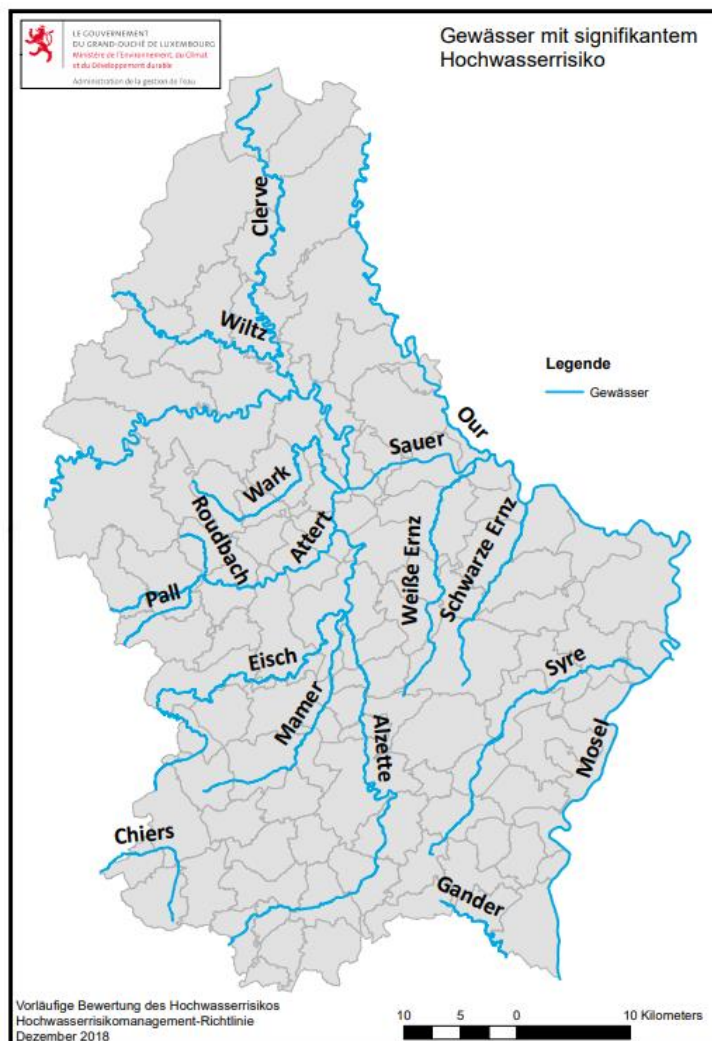 LE GOUVERNEMENT
DU GRAND-DUCHÉ DE LUXEMBOURG
Ministère de l'Environnement, du Climat
et du Développement durable
Administration de la gestion de l'eau
Gewässer mit signifikantem
Hochwasserrisiko
Clerve
Wiltz
Legende
Gewässer
Our
Sauer
Wark
Roudbach
Attert
Weiße Ernz
Schwarze Ernz
Pall
Eisch
Syre
Mamer
Alzette
Mosel
Chiers
Gander
Vorläufige Bewertung des Hochwasserrisikos
Hochwasserrisikomanagement-Richtlinie
Dezember 2018
10 5 0 10 Kilometers